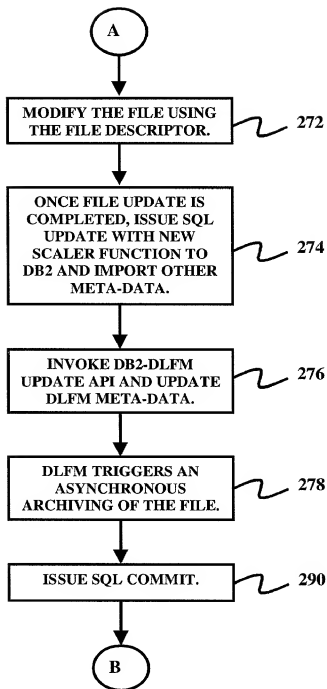 A
MODIFY THE FILE USING
THE FILE DESCRIPTOR.
272
ONCE FILE UPDATE IS
COMPLETED, ISSUE SQL
UPDATE WITH NEW
SCALER FUNCTION TO
DB2 AND IMPORT OTHER
META-DATA.
274
INVOKE DB2-DLFM
UPDATE API AND UPDATE
DLFM META-DATA.
276
DLFM TRIGGERS AN
ASYNCHRONOUS
ARCHIVING OF THE FILE.
278
ISSUE SQL COMMIT.
290
B